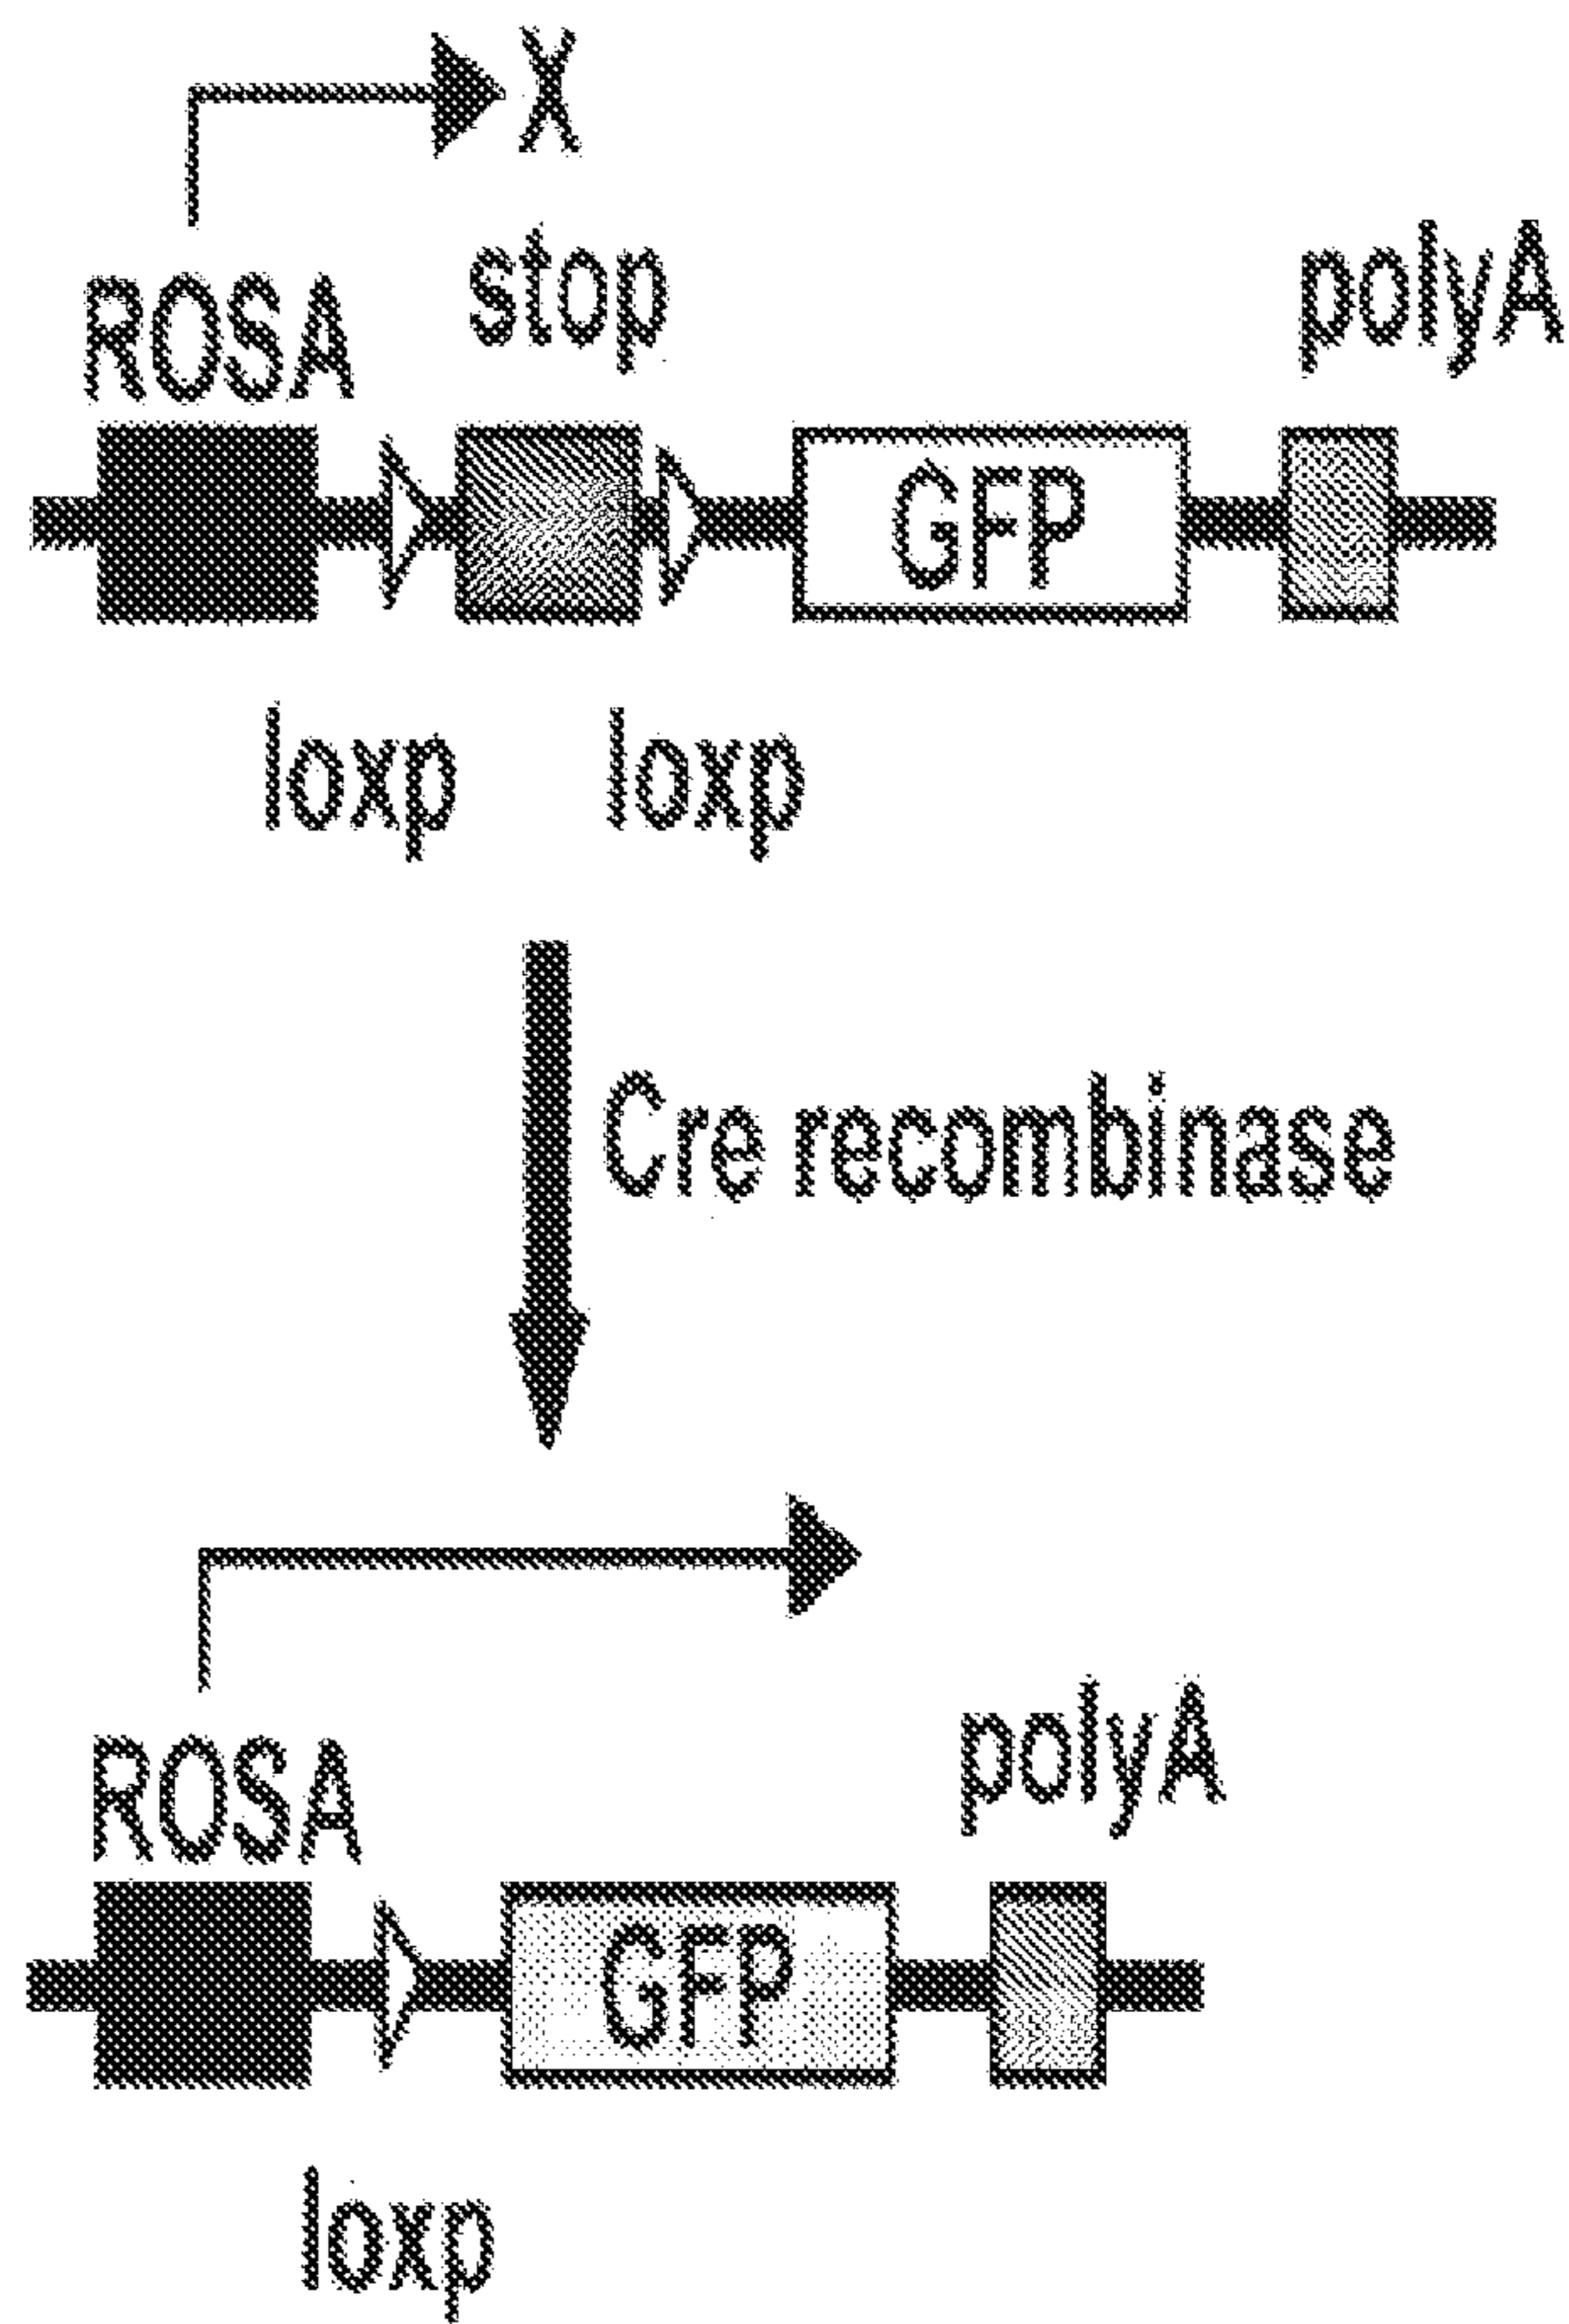 X
ROSA stop polyA
GFP
loxp loxp
Cre recombinase
ROSA polyA
GFP
loxp